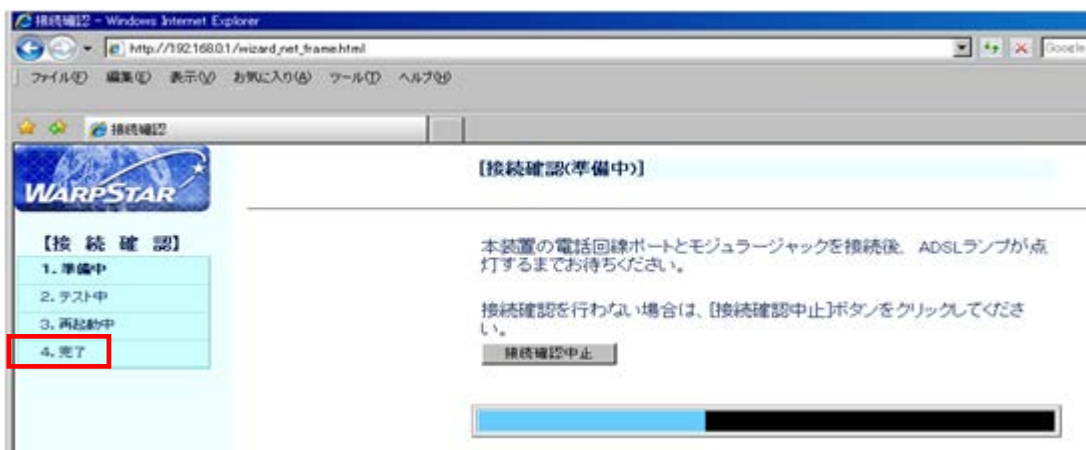 接続確認 - Windows Internet Explorer
http://192.168.0.1/wizard_net_frame.html
Google
ファイル(F) 編集(E) 表示(V) お気に入り(A) ツール(T) ヘルプ(H)
接続確認
WARPSTAR
[接続確認(準備中)]
【接 続 確 認】
1. 準備中
2. テスト中
3. 再起動中
4. 完了
本装置の電話回線ポートとモジュラージャックを接続後、ADSLランプが点
灯するまでお待ちください。
接続確認を行わない場合は、[接続確認中止]ボタンをクリックしてくださ
い。
接続確認中止